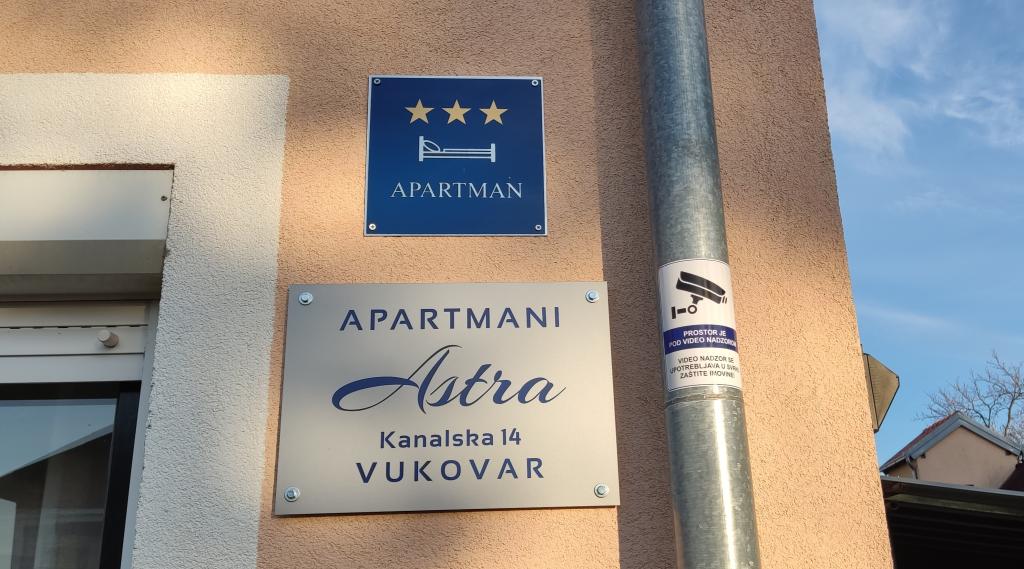 APARTMAN
APARTMANI
Astra
Kanalska 14
VUKOVAR
PROSTOR JE
POD VIDEO NADZOROM
VIDEO NADZOR SE
UPOTREBLJAVA U SVRHU
ZAŠTITE IMOVINE!